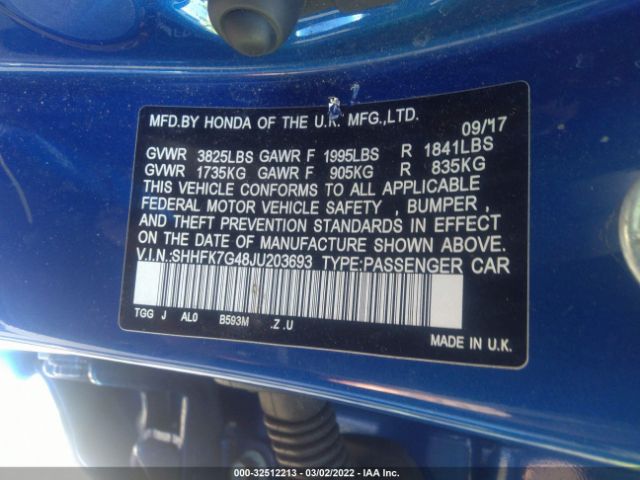 MFD.BY HONDA OF THE U.K. MFG.,LTD.
09/17
GVWR 3825LBS GAWR F 1995LBS R 1841LBS
GVWR 1735KG GAWR F 905KG R 835KG
THIS VEHICLE CONFORMS TO ALL APPLICABLE
FEDERAL MOTOR VEHICLE SAFETY , BUMPER ,
AND THEFT PREVENTION STANDARDS IN EFFECT
ON THE DATE OF MANUFACTURE SHOWN ABOVE.
V.I.N.:SHHFK7G48JU203693 TYPE:PASSENGER CAR
TGG J AL0 B593M .Z .U
MADE IN U.K.
000-32512213 - 03/02/2022 - IAA Inc.